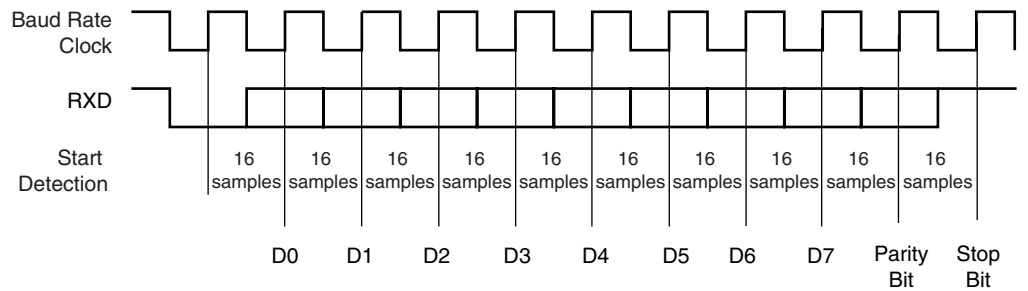 Baud Rate
Clock
RXD
Start
Detection
16 16 16 16 16 16 16 16 16 16
samples samples samples samples samples samples samples samples samples samples
D0 D1 D2 D3 D4 D5 D6 D7 Parity Stop
Bit Bit